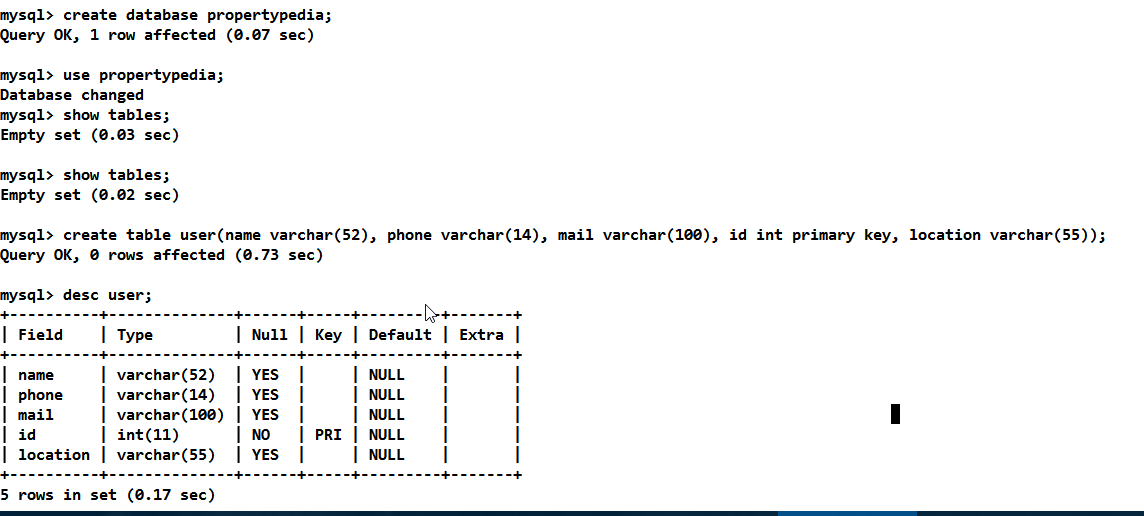 mysql> create database propertypedia;
Query OK, 1 row affected (0.07 sec)
mysql> use propertypedia;
Database changed
mysql> show tables;
Empty set (0.03 sec)
mysql> show tables;
Empty set (0.02 sec)
mysql> create table user(name varchar(52), phone varchar(14), mail varchar(100), id int primary key, location varchar(55));
Query OK, 0 rows affected (0.73 sec)
mysql> desc user;
+----------+--------------+------+-----+---------+-------+
| Field    | Type         | Null | Key | Default | Extra |
+----------+--------------+------+-----+---------+-------+
| name     | varchar(52)  | YES  |     | NULL    |       |
| phone    | varchar(14)  | YES  |     | NULL    |       |
| mail     | varchar(100) | YES  |     | NULL    |       |
| id       | int(11)      | NO   | PRI | NULL    |       |
| location | varchar(55)  | YES  |     | NULL    |       |
+----------+--------------+------+-----+---------+-------+
5 rows in set (0.17 sec)